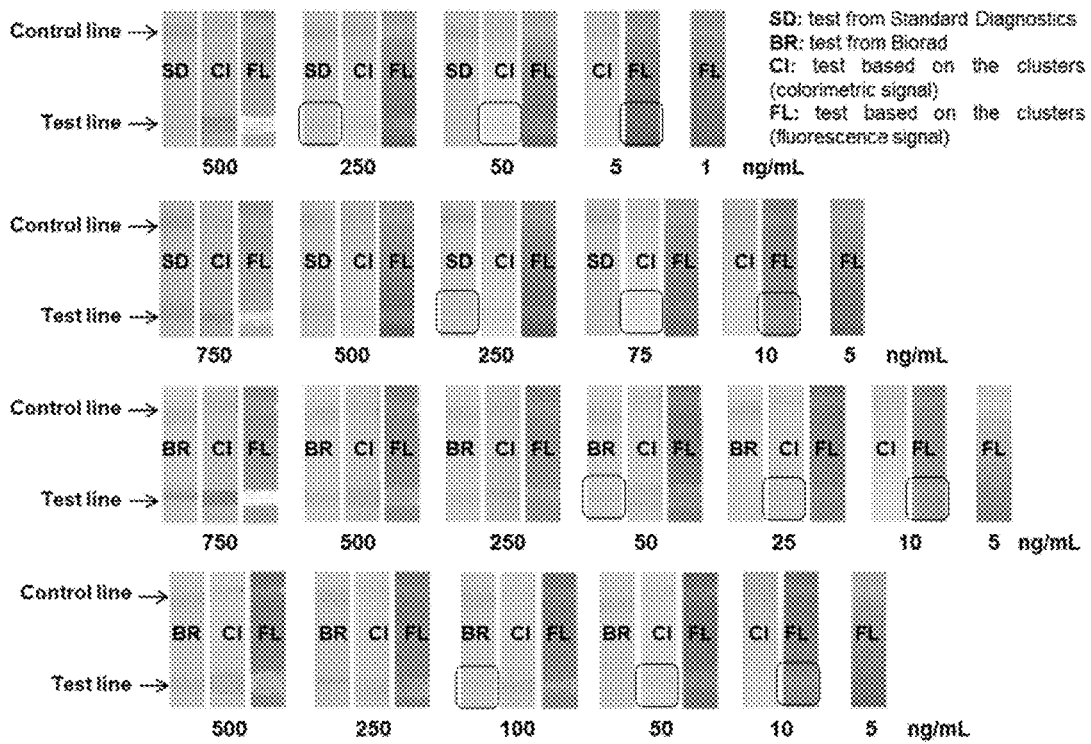 SD: test from Standard Diagnostics
BR: test from Biorad
CI: test based on the clusters
(colorimetric signal)
FL: test based on the clusters
(fluorescence signal)
Control line
SD CI FL SD CI FL SD CI FL CI FL FL
Test line
500 250 50 5 1 ng/mL
Control line
SD CI FL SD CI FL SD CI FL SD CI FL CI FL FL
Test line
750 500 250 75 10 5 ng/mL
Control line
BR CI FL BR CI FL BR CI FL BR CI FL BR CI FL CI FL FL
Test line
750 500 250 50 25 10 5 ng/mL
Control line
BR CI FL BR CI FL BR CI FL BR CI FL CI FL FL
Test line
500 250 100 50 10 5 ng/mL